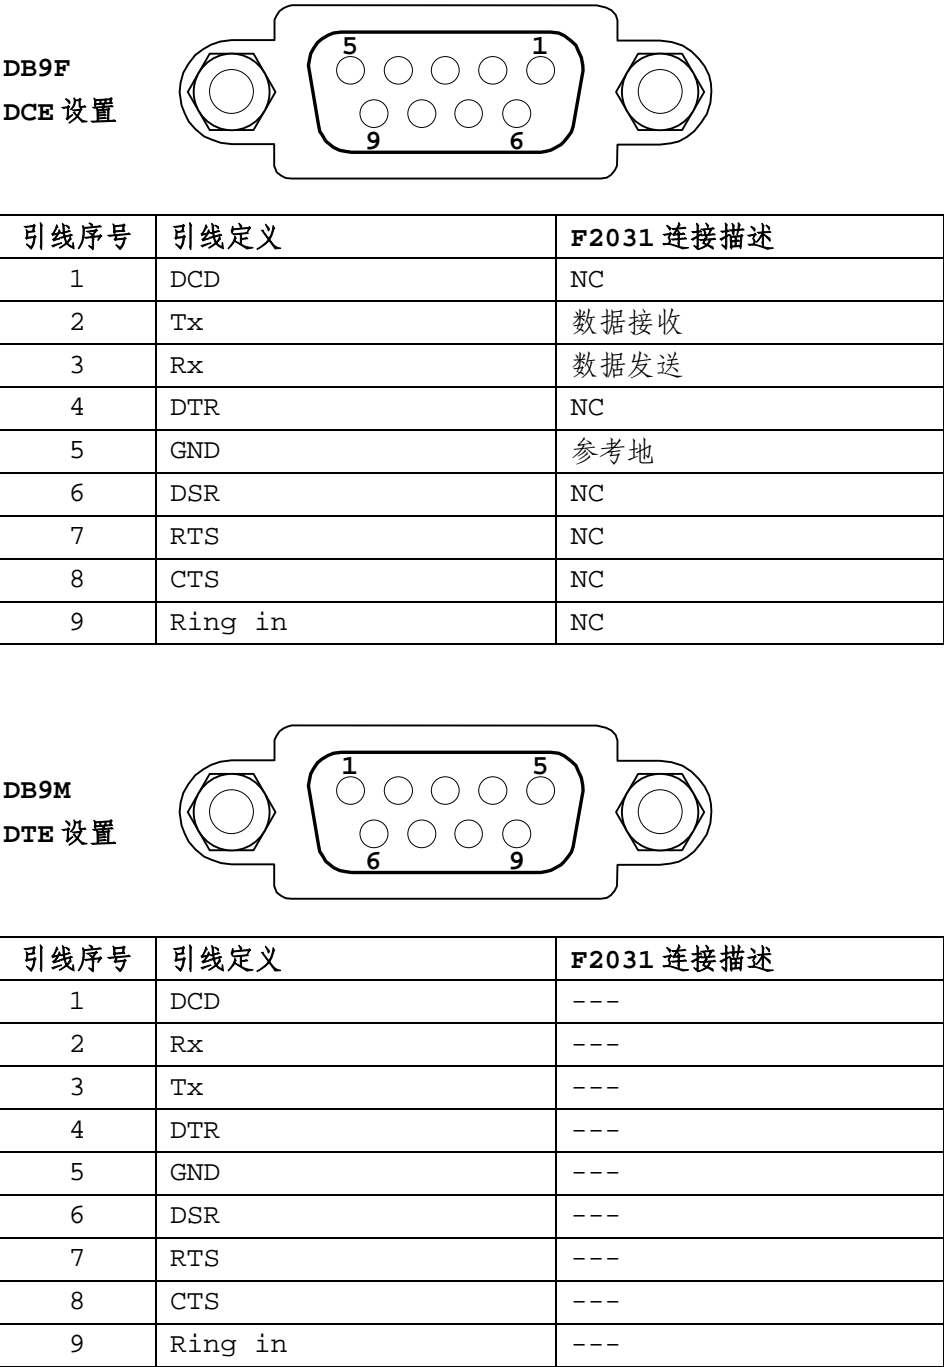 5 1
DB9F
DCE 设置
9 6
引线序号 引线定义 F2031 连接描述
1 DCD NC
2 Tx 数据接收
3 Rx 数据发送
4 DTR NC
5 GND 参考地
6 DSR NC
7 RTS NC
8 CTS NC
9 Ring in NC
1 5
DB9M
DTE 设置
6 9
引线序号 引线定义 F2031 连接描述
1 DCD ---
2 Rx ---
3 Tx ---
4 DTR ---
5 GND ---
6 DSR ---
7 RTS ---
8 CTS ---
9 Ring in ---